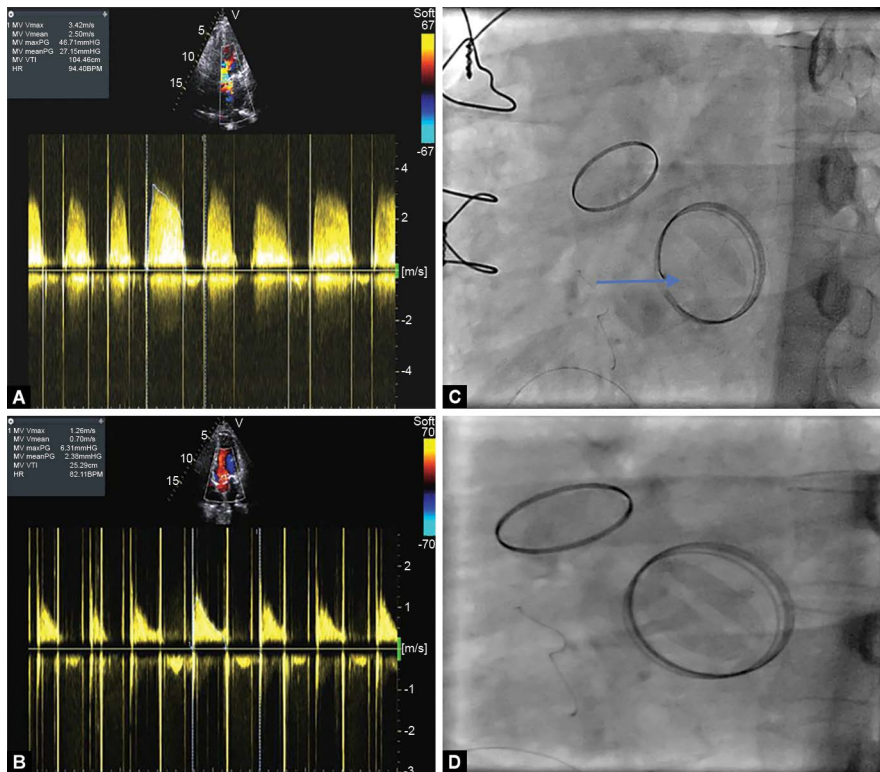 V
Soft
67
1 MV Vmax 3.42m/s
MV Vmean 2.50m/s
MV maxPG 46.71mmHG
MV meanPG 27.15mmHG
MV VTI 104.46cm
HR 94.40BPM
5
10
15
-67
4
2
[m/s]
-2
-4
A
C
V
Soft
70
1 MV Vmax 1.26m/s
MV Vmean 0.70m/s
MV maxPG 6.31mmHG
MV meanPG 2.38mmHG
MV VTI 25.29cm
HR 82.11BPM
5
15
-70
2
1
[m/s]
-1
-2
-3
B
D